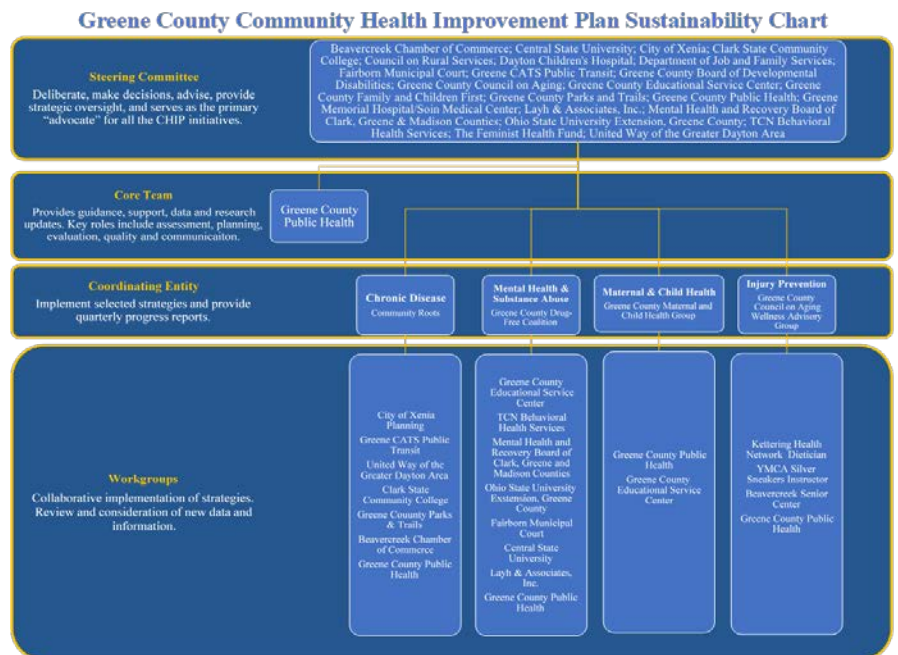 Greene County Community Health Improvement Plan Sustainability Chart
Steering Committee
Deliberate, make decisions, advise, provide
strategic oversight, and serves as the primary
“advocate” for all the CHIP initiatives.
Beavercreek Chamber of Commerce; Central State University; City of Xenia; Clark State Community
College; Council on Rural Services; Dayton Children's Hospital; Department of Job and Family Services;
Fairborn Municipal Court; Greene CATS Public Transit; Greene County Board of Developmental
Disabilities; Greene County Council on Aging; Greene County Educational Service Center; Greene
County Family and Children First; Greene County Parks and Trails; Greene County Public Health; Greene
Memorial Hospital/Soin Medical Center; Layh & Associates, Inc.; Mental Health and Recovery Board of
Clark, Greene & Madison Counties; Ohio State University Extension, Greene County; TCN Behavioral
Health Services; The Feminist Health Fund; United Way of the Greater Dayton Area
Core Team
Provides guidance, support, data and research
updates. Key roles include assessment, planning,
evaluation, quality and communicaiton.
Greene County
Public Health
Coordinating Entity
Implement selected strategies and provide
quarterly progress reports.
Chronic Disease
Community Roots
Mental Health &
Substance Abuse
Greene County Drug-
Free Coalition
Maternal & Child Health
Greene County Maternal and
Child Health Group
Injury Prevention
Greene County
Council on Aging
Wellness Advisory
Group
Workgroups
Collaborative implementation of strategies.
Review and consideration of new data and
information.
City of Xenia
Planning
Greene CATS Public
Transit
United Way of the
Greater Dayton Area
Clark State
Community College
Greene County Parks
& Trails
Beavercreek Chamber
of Commerce
Greene County Public
Health
Greene County
Educational Service
Center
TCN Behavioral
Health Services
Mental Health and
Recovery Board of
Clark, Greene and
Madison Counties
Ohio State University
Exstension, Greene
County
Fairborn Municipal
Court
Central State
University
Layh & Associates,
Inc.
Greene County Public
Health
Greene County Public
Health
Greene County
Educational Service
Center
Kettering Health
Network Dietician
YMCA Silver
Sneakers Instructor
Beavercreek Senior
Center
Greene County Public
Health